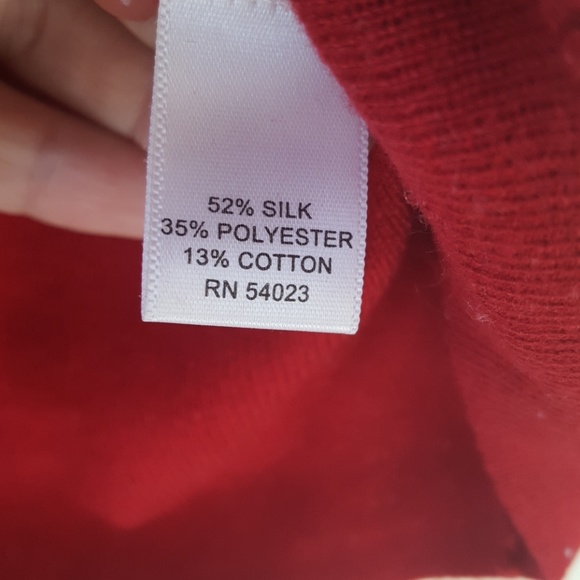 52% SILK
35% POLYESTER
13% COTTON
RN 54023